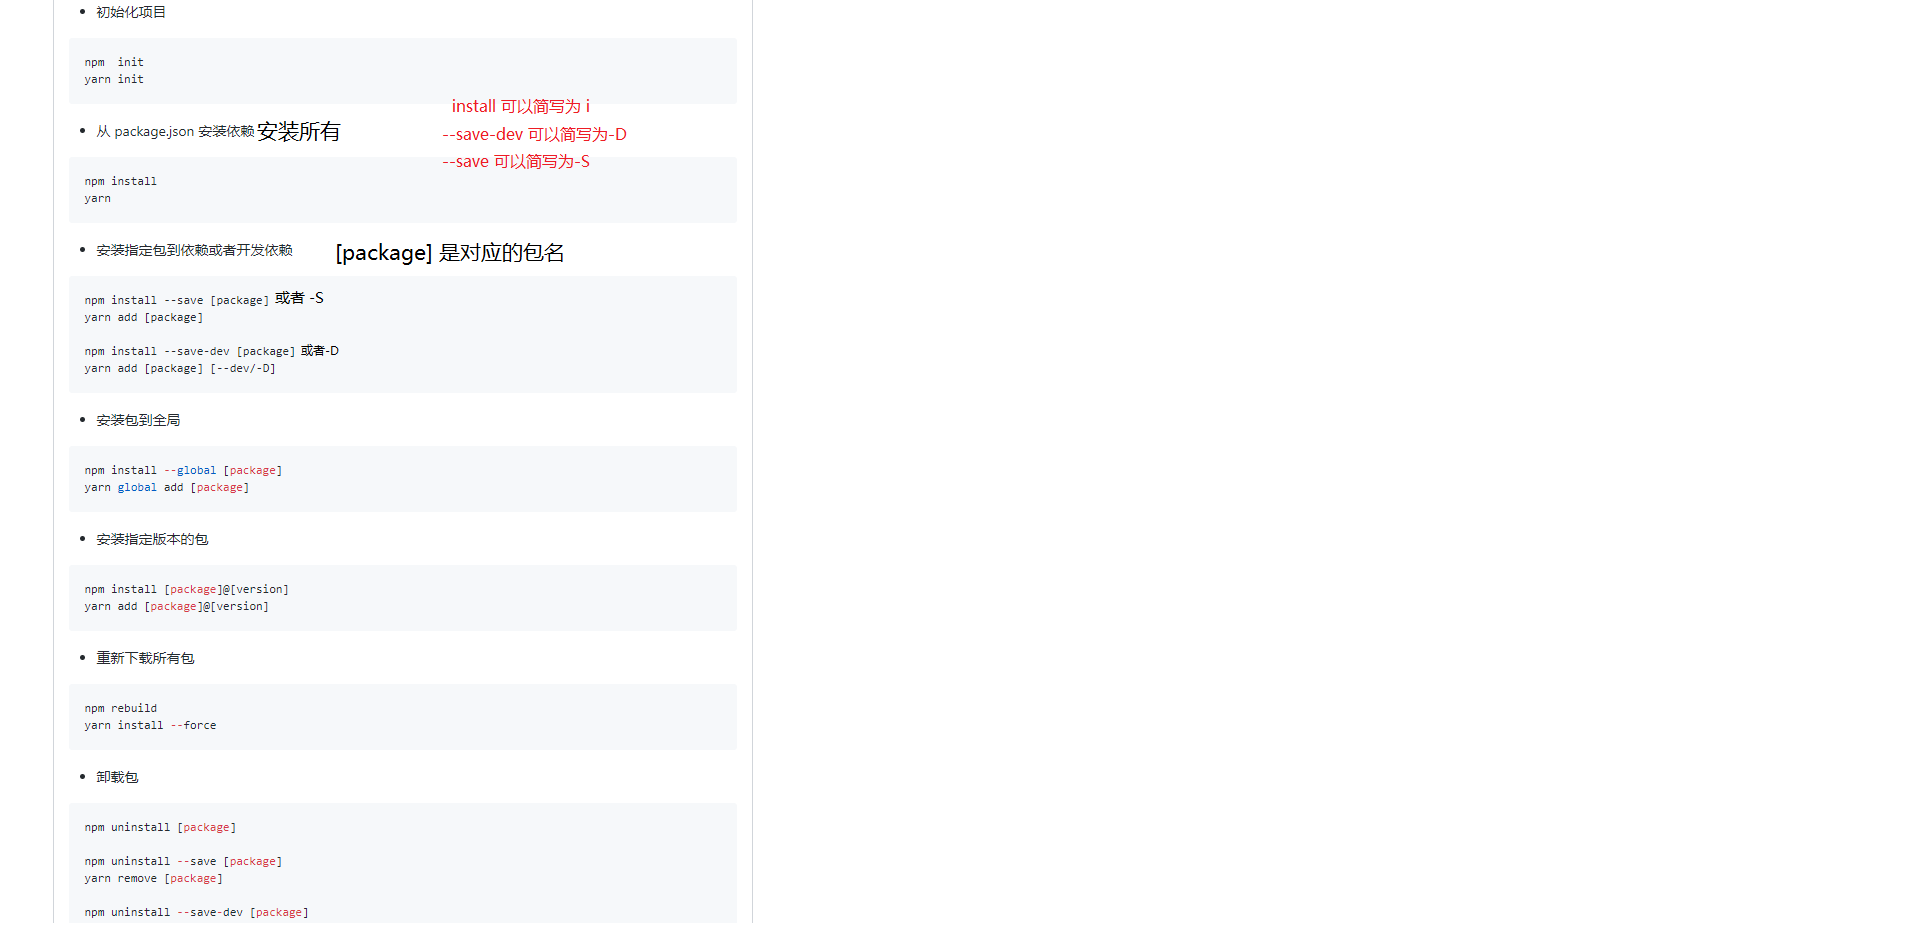 初始化项目
npm  init
yarn init
install 可以简写为 i
从 package.json 安装依赖 安装所有
--save-dev 可以简写为-D
--save 可以简写为-S
npm install
yarn
安装指定包到依赖或者开发依赖 [package] 是对应的包名
npm install --save [package] 或者 -S
yarn add [package]
npm install --save-dev [package] 或者-D
yarn add [package] [--dev/-D]
安装包到全局
npm install --global [package]
yarn global add [package]
安装指定版本的包
npm install [package]@[version]
yarn add [package]@[version]
重新下载所有包
npm rebuild
yarn install --force
卸载包
npm uninstall [package]
npm uninstall --save [package]
yarn remove [package]
npm uninstall --save-dev [package]